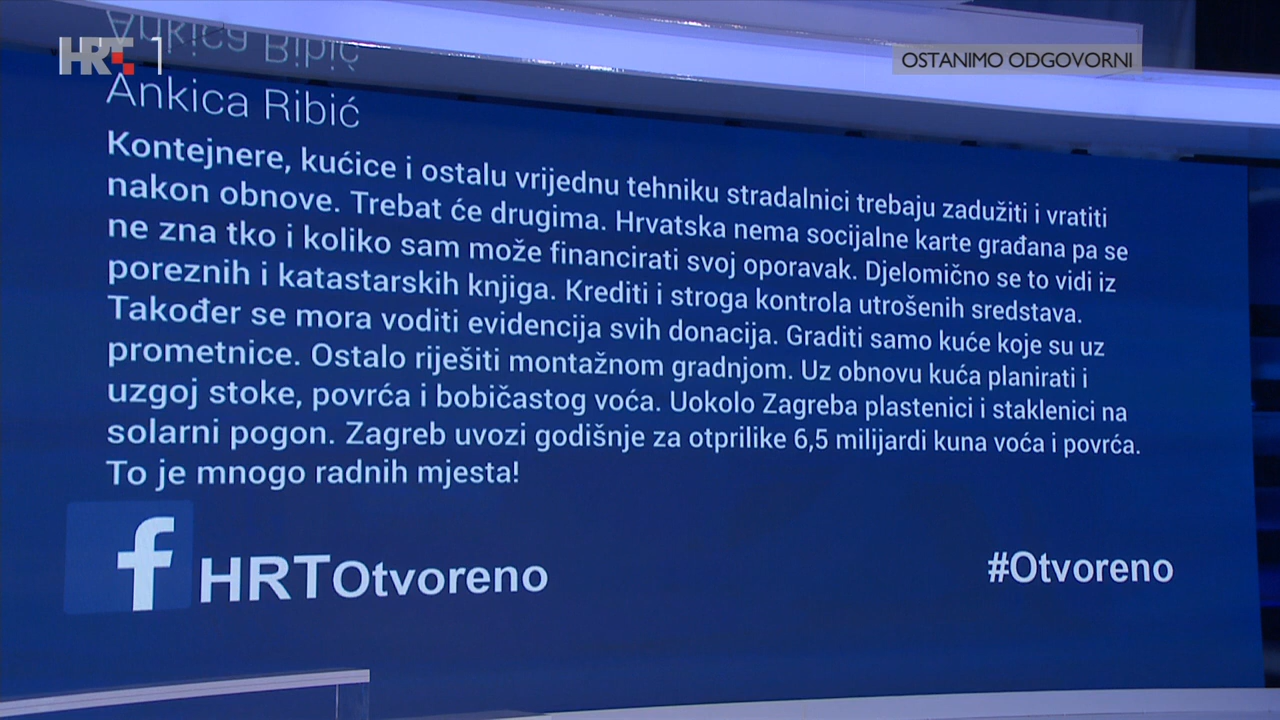 HRT 1
OSTANIMO ODGOVORNI
Ankica Ribić
Kontejnere, kućice i ostalu vrijednu tehniku stradalnici trebaju zadužiti i vratiti
nakon obnove. Trebat će drugima. Hrvatska nema socijalne karte građana pa se
ne zna tko i koliko sam može financirati svoj oporavak. Djelomično se to vidi iz
poreznih i katastarskih knjiga. Krediti i stroga kontrola utrošenih sredstava.
Također se mora voditi evidencija svih donacija. Graditi samo kuće koje su uz
prometnice. Ostalo riješiti montažnom gradnjom. Uz obnovu kuća planirati i
uzgoj stoke, povrća i bobičastog voća. Uokolo Zagreba plastenici i staklenici na
solarni pogon. Zagreb uvozi godišnje za otprilike 6,5 milijardi kuna voća i povrća.
To je mnogo radnih mjesta!
f HRTOtvoreno
#Otvoreno